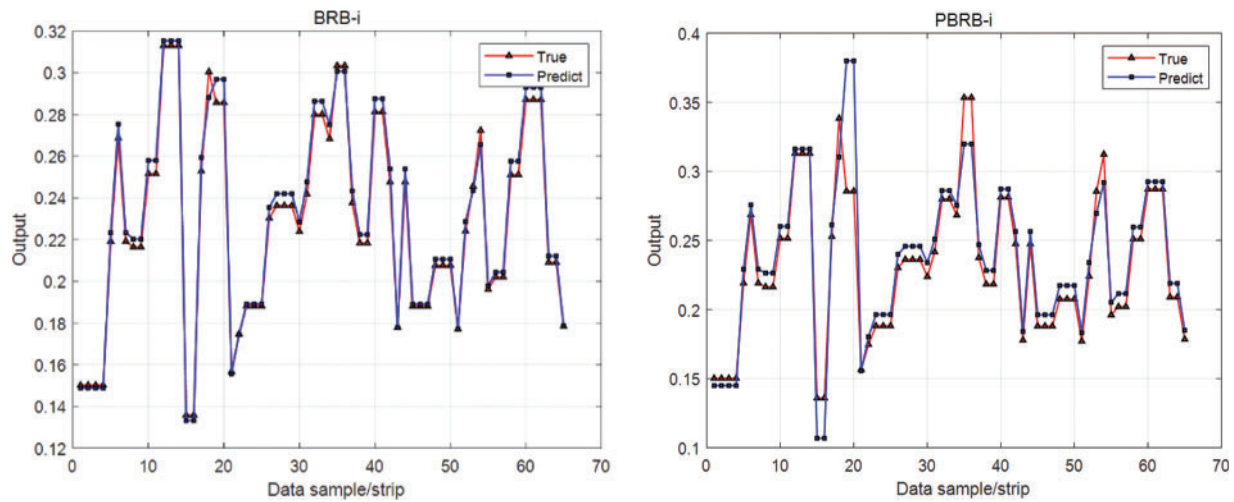 BRB-i
0.32
0.3
0.28
0.26
0.24
0.22
0.2
0.18
0.16
0.14
0.12
Output
True
Predict
0 10 20 30 40 50 60 70
Data sample/strip
PBRB-i
0.4
0.35
0.3
0.25
0.2
0.15
0.1
Output
True
Predict
0 10 20 30 40 50 60 70
Data sample/strip